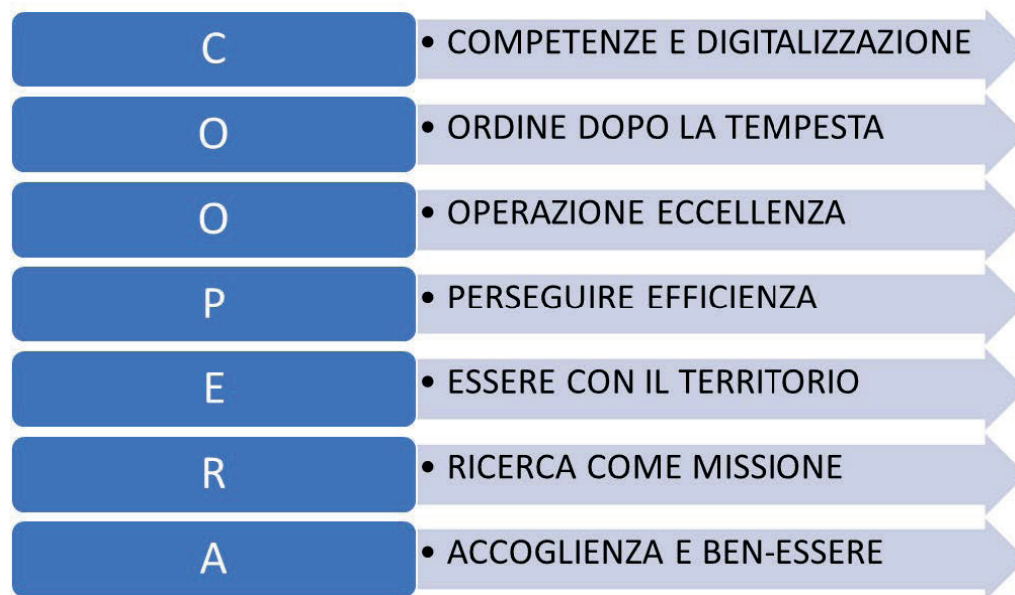 C
• COMPETENZE E DIGITALIZZAZIONE
O
• ORDINE DOPO LA TEMPESTA
O
• OPERAZIONE ECCELLENZA
P
• PERSEGUIRE EFFICIENZA
E
• ESSERE CON IL TERRITORIO
R
• RICERCA COME MISSIONE
A
• ACCOGLIENZA E BEN-ESSERE